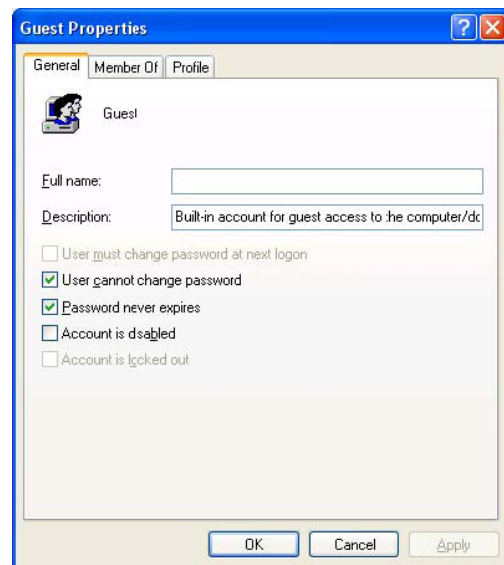 Guest Properties
General Member Of Profile
Guest
Full name:
Description: Built-in account for guest access to the computer/dc
User must change password at next logon
User cannot change password
Password never expires
Account is disabled
Account is locked out
OK Cancel Apply